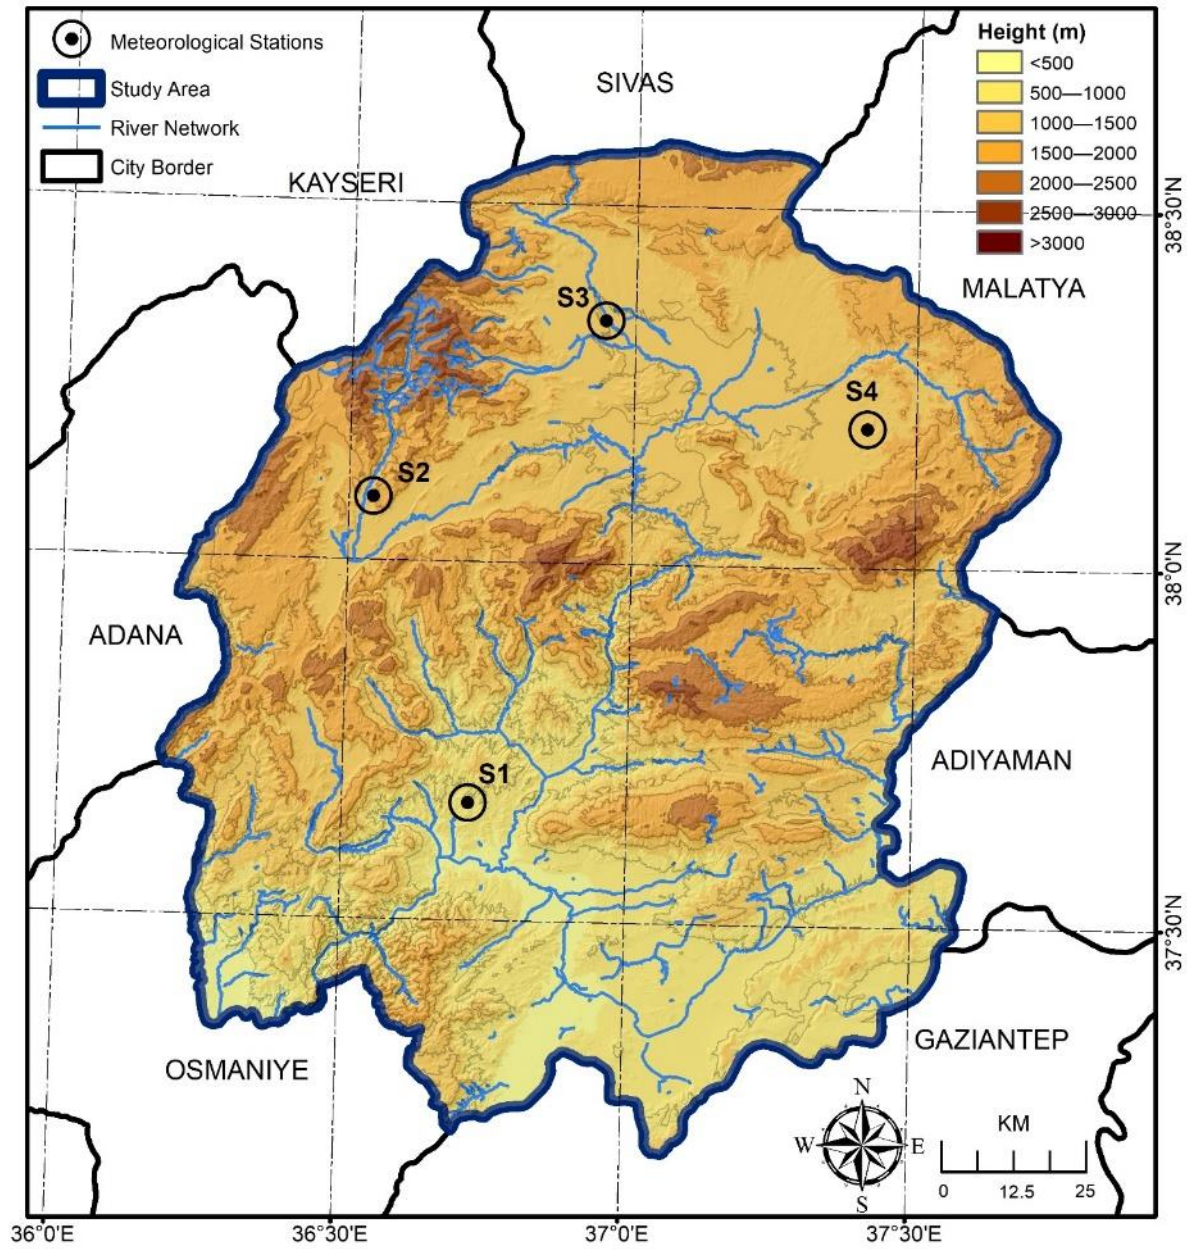 Meteorological Stations
Study Area
River Network
City Border
Height (m)
<500
500—1000
1000—1500
1500—2000
2000—2500
2500—3000
>3000
SIVAS
KAYSERI
38°30'N
MALATYA
S3
S4
S2
38°0'N
ADANA
S1
ADIYAMAN
37°30'N
GAZIANTEP
OSMANIYE
N
W
E
S
KM
0
12.5
25
36°0'E
36°30'E
37°0'E
37°30'E